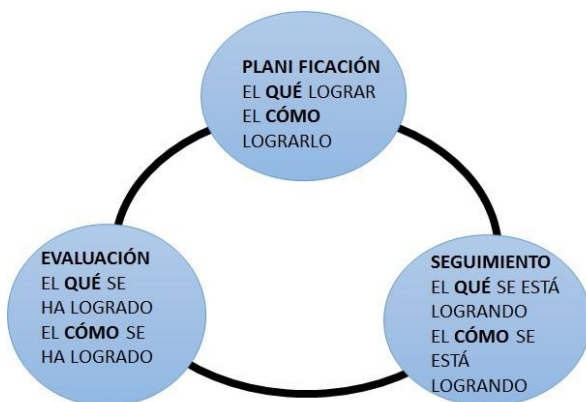 PLANI FICACIÓN
EL QUÉ LOGRAR
EL CÓMO
LOGRARLO
EVALUACIÓN
EL QUÉ SE
HA LOGRADO
EL CÓMO SE
HA LOGRADO
SEGUIMIENTO
EL QUÉ SE ESTÁ
LOGRANDO
EL CÓMO SE
ESTÁ
LOGRANDO